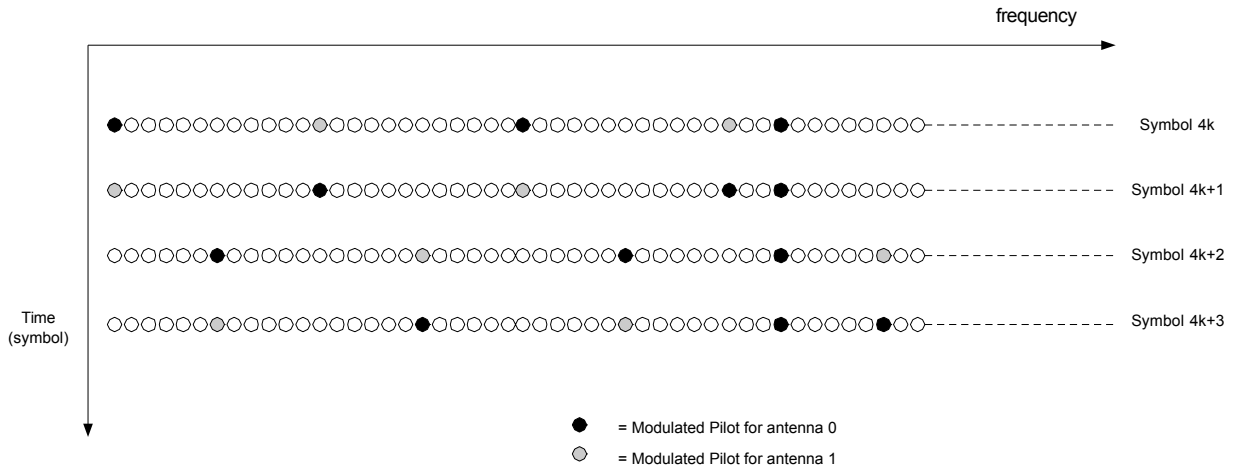 frequency
Symbol 4k
Symbol 4k+1
Symbol 4k+2
Symbol 4k+3
Time
(symbol)
= Modulated Pilot for antenna 0
= Modulated Pilot for antenna 1